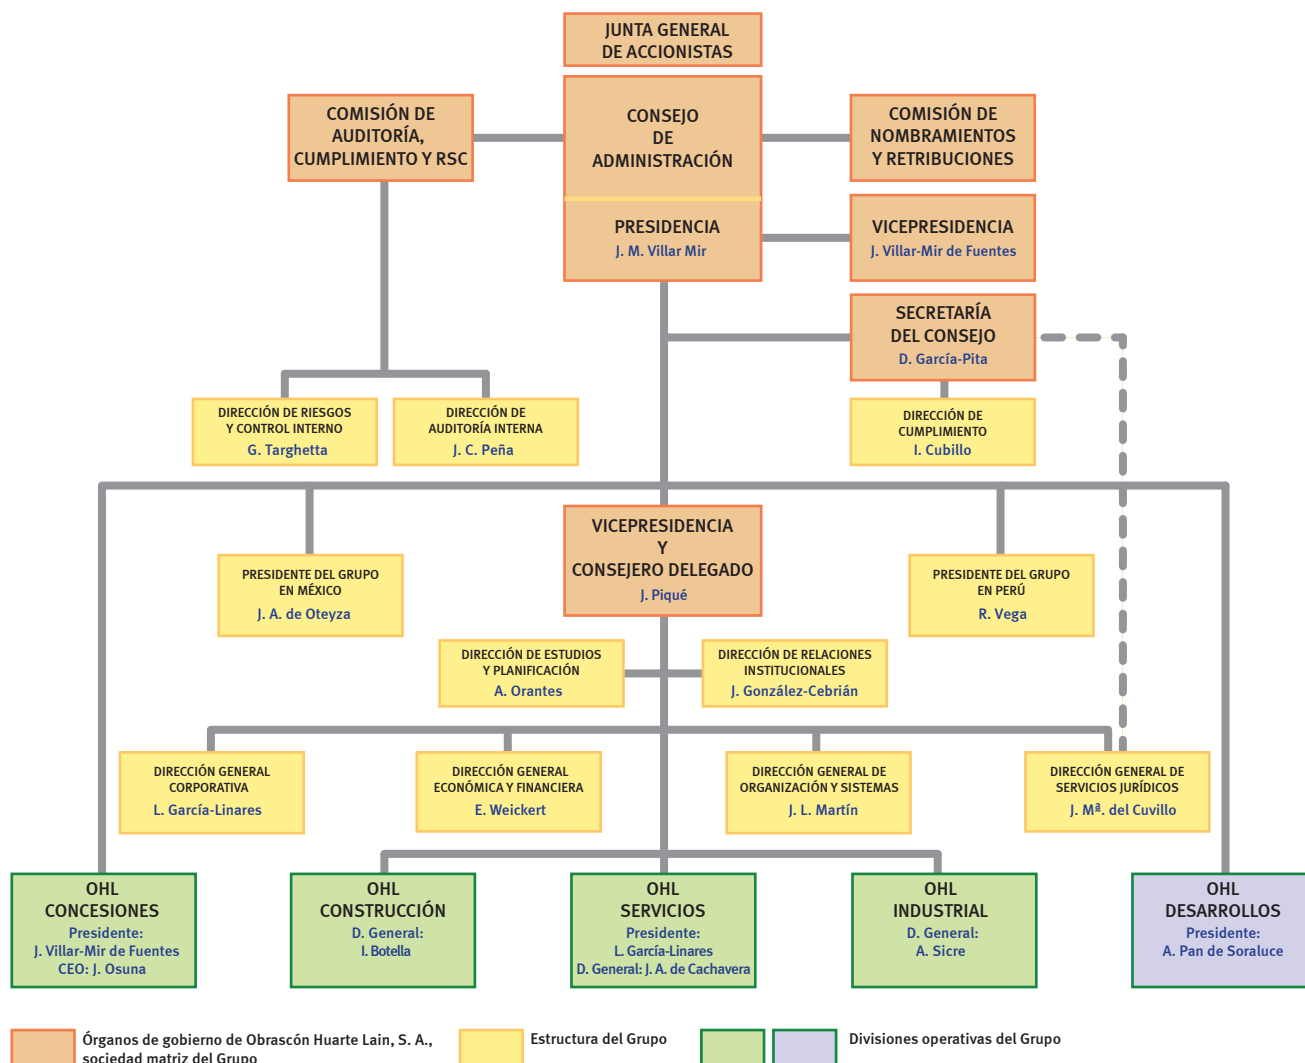 JUNTA GENERAL
DE ACCIONISTAS
COMISIÓN DE
AUDITORÍA,
CUMPLIMIENTO Y RSC
CONSEJO
DE
ADMINISTRACIÓN
COMISIÓN DE
NOMBRAMIENTOS
Y RETRIBUCIONES
PRESIDENCIA
J. M. Villar Mir
VICEPRESIDENCIA
J. Villar-Mir de Fuentes
SECRETARÍA
DEL CONSEJO
D. García-Pita
DIRECCIÓN DE RIESGOS
Y CONTROL INTERNO
G. Targhetta
DIRECCIÓN DE
AUDITORÍA INTERNA
J. C. Peña
DIRECCIÓN DE
CUMPLIMIENTO
I. Cubillo
VICEPRESIDENCIA
Y
CONSEJERO DELEGADO
J. Piqué
PRESIDENTE DEL GRUPO
EN MÉXICO
J. A. de Oteyza
PRESIDENTE DEL GRUPO
EN PERÚ
R. Vega
DIRECCIÓN DE ESTUDIOS
Y PLANIFICACIÓN
A. Orantes
DIRECCIÓN DE RELACIONES
INSTITUCIONALES
J. González-Cebrián
DIRECCIÓN GENERAL
CORPORATIVA
L. García-Linares
DIRECCIÓN GENERAL
ECONÓMICA Y FINANCIERA
E. Weickert
DIRECCIÓN GENERAL DE
ORGANIZACIÓN Y SISTEMAS
J. L. Martín
DIRECCIÓN GENERAL DE
SERVICIOS JURÍDICOS
J. Mª. del Cuvillo
OHL
CONCESIONES
Presidente:
J. Villar-Mir de Fuentes
CEO: J. Osuna
OHL
CONSTRUCCIÓN
D. General:
I. Botella
OHL
SERVICIOS
Presidente:
L. García-Linares
D. General: J. A. de Cachavera
OHL
INDUSTRIAL
D. General:
A. Sicre
OHL
DESARROLLOS
Presidente:
A. Pan de Soraluce
Órganos de gobierno de Obrascón Huarte Lain, S. A.,
sociedad matriz del Grupo
Estructura del Grupo
Divisiones operativas del Grupo